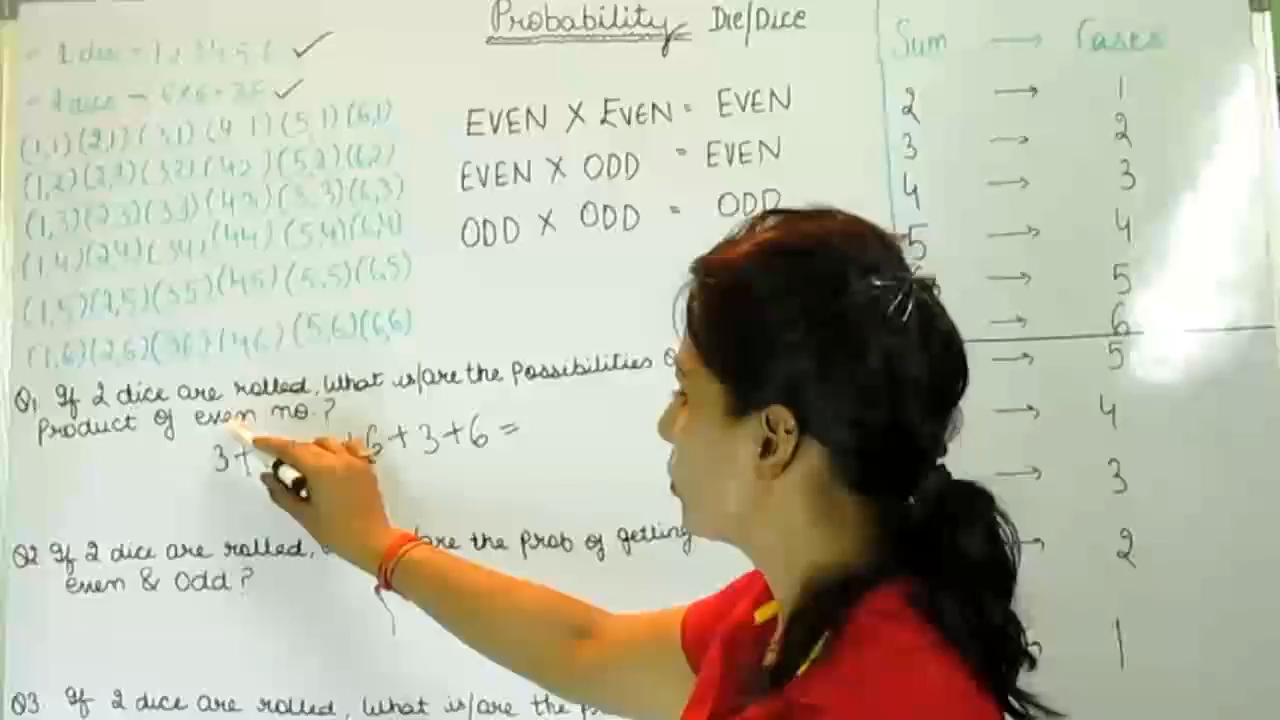 Probability Die/Dice
(1,1)(2,1)(3,1)(4,1)(5,1)(6,1)
(1,2)(2,2)(3,2)(4,2)(5,2)(6,2)
(1,3)(2,3)(3,3)(4,3)(5,3)(6,3)
(1,4)(2,4)(3,4)(4,4)(5,4)(6,4)
(1,5)(2,5)(3,5)(4,5)(5,5)(6,5)
(1,6)(2,6)(3,6)(4,6)(5,6)(6,6)
EVEN X EVEN = EVEN
EVEN X ODD = EVEN
ODD X ODD = ODD
Sum → Cases
2 → 1
3 → 2
4 → 3
5 → 4
→ 5
→ 6
→ 5
→ 4
→ 3
→ 2
1
Q1 If 2 dice are rolled, What is/are the Possibilities
Product of even no.?
3+ +6+3+6=
Q2 If 2 dice are rolled, are the prob of getting
even & Odd?
Q3 If 2 dice are rolled, What is/are the